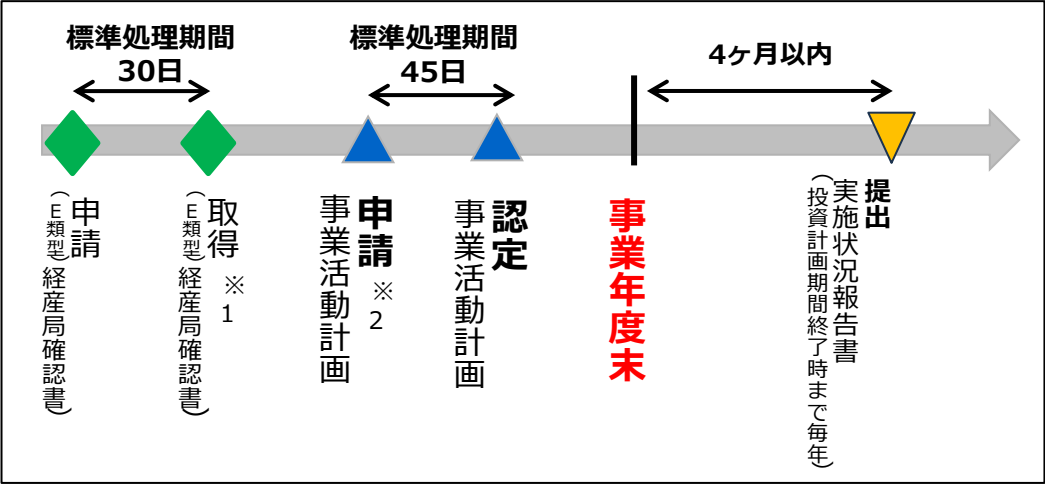 標準処理期間
30日
標準処理期間
45日
4ヶ月以内
申請
(E類型)経産局確認書)
取得※1
(E類型)経産局確認書)
申請※2
事業活動計画
認定
事業活動計画
事業年度末
提出
実施状況報告書
(投資計画期間終了時まで毎年)